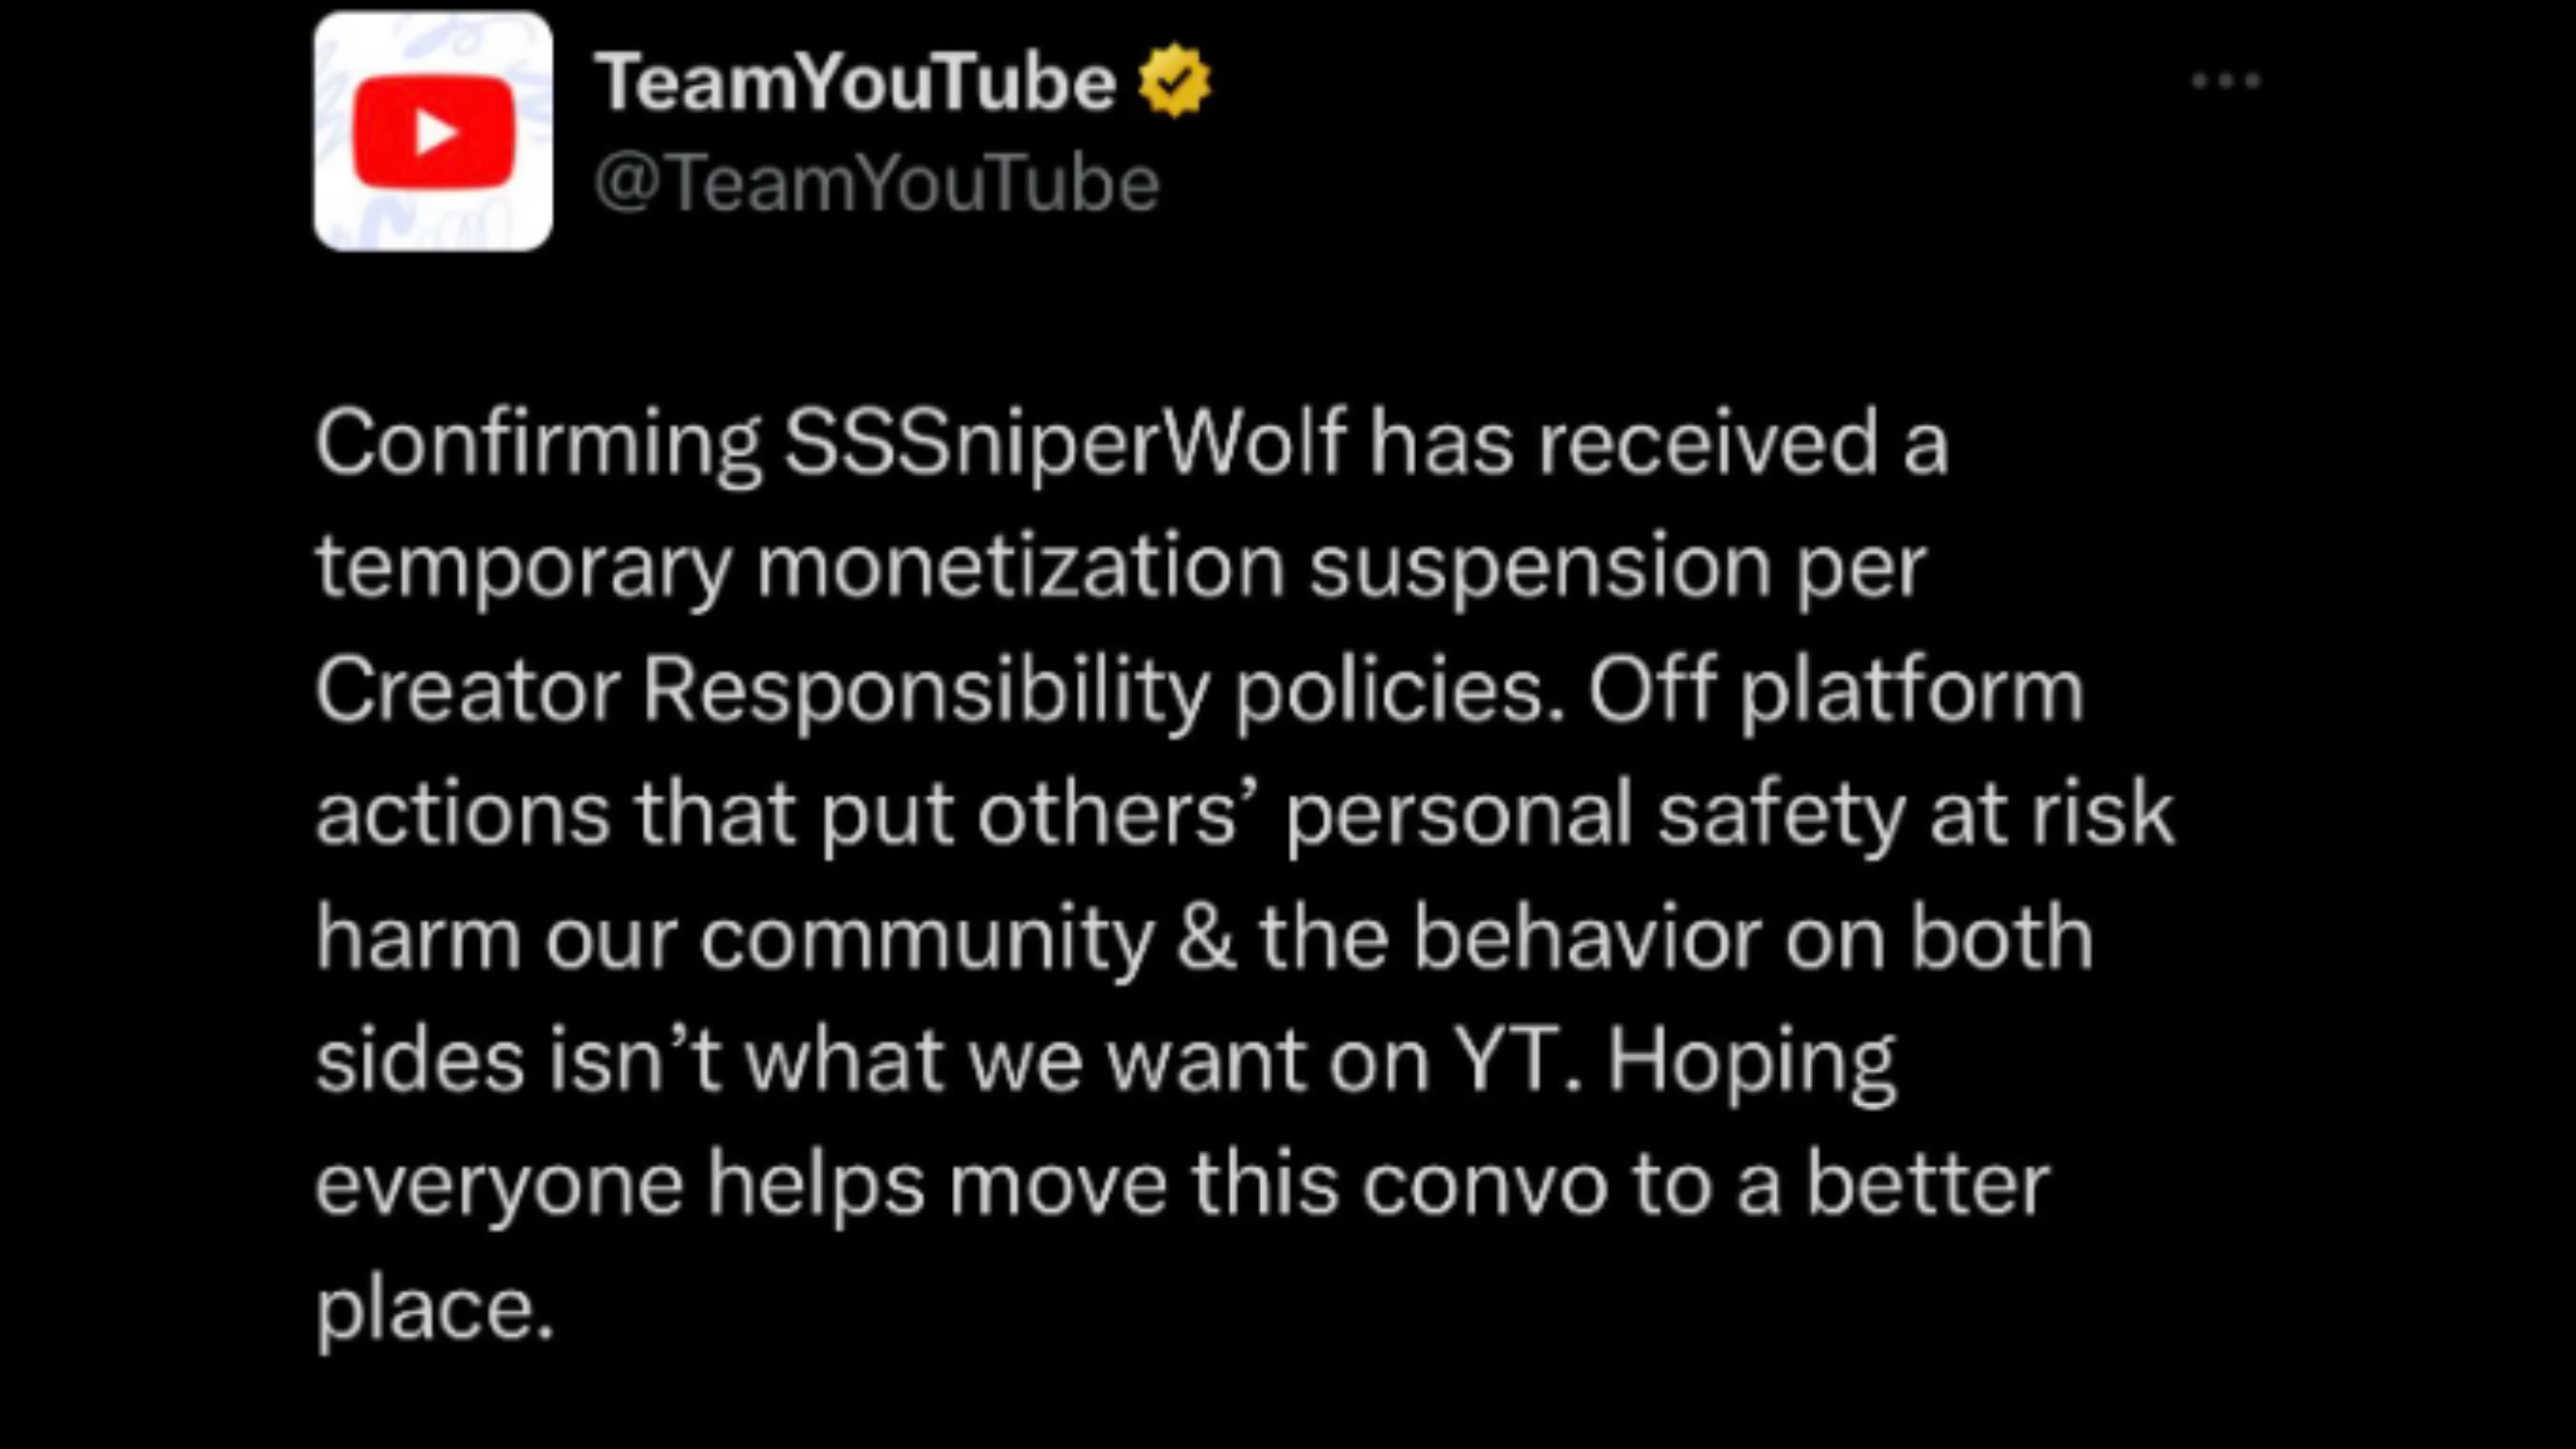 TeamYouTube
@TeamYouTube
Confirming SSSniperWolf has received a
temporary monetization suspension per
Creator Responsibility policies. Off platform
actions that put others’ personal safety at risk
harm our community & the behavior on both
sides isn’t what we want on YT. Hoping
everyone helps move this convo to a better
place.